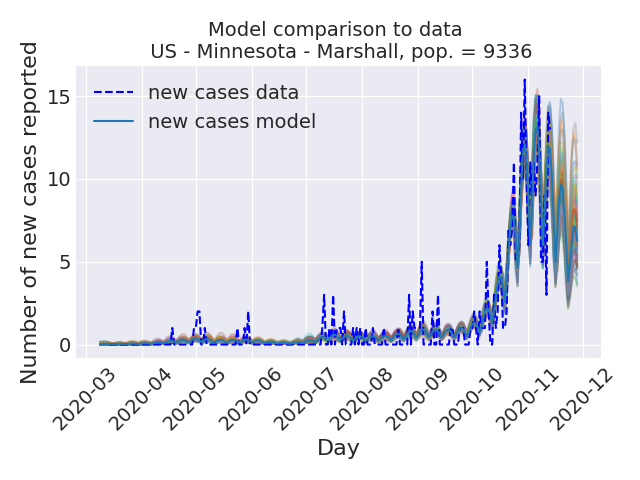 Model comparison to data
US - Minnesota - Marshall, pop. = 9336
Number of new cases reported
15
10
5
0
new cases data
new cases model
2020-03
2020-04
2020-05
2020-06
2020-07
2020-08
2020-09
2020-10
2020-11
2020-12
Day